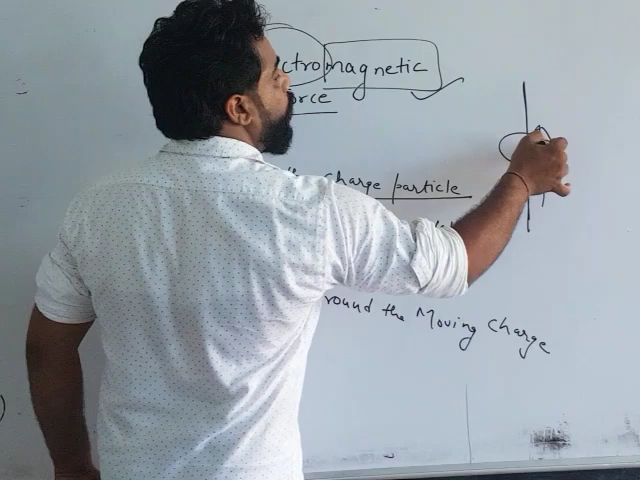 ctromagnetic
orce
charge particle
round the Moving charge